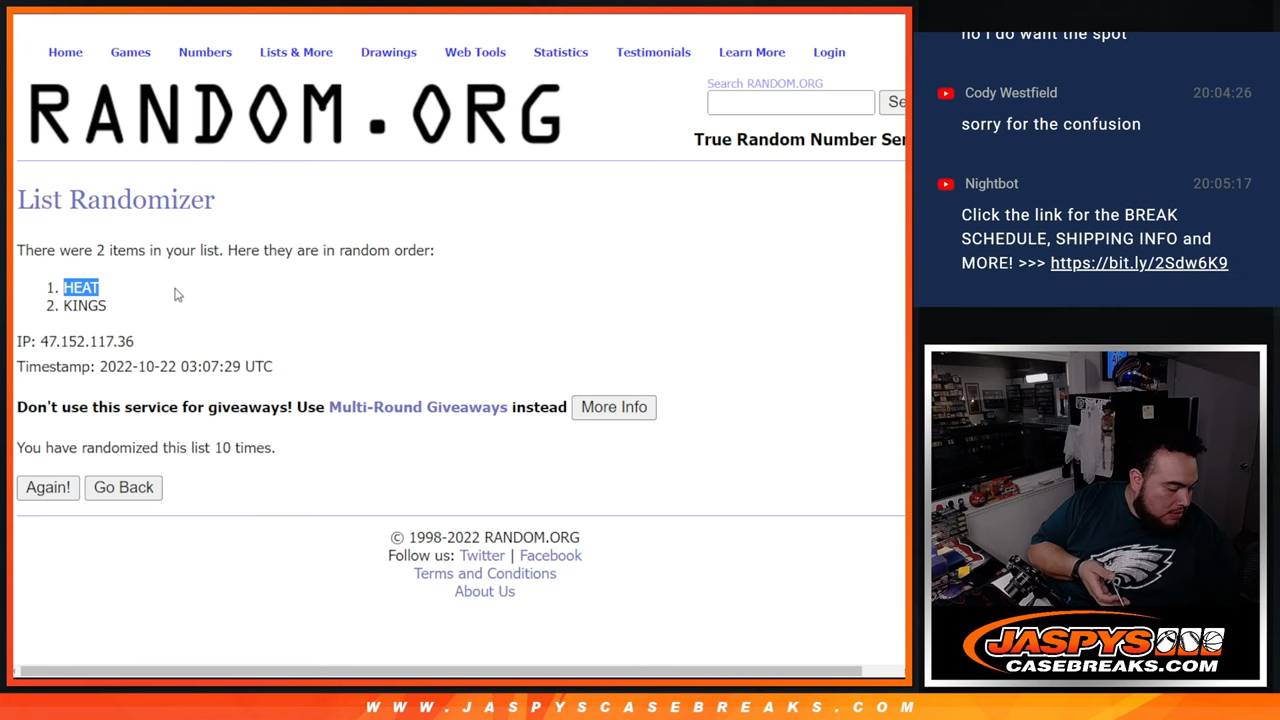 Home Games Numbers Lists & More Drawings Web Tools Statistics Testimonials Learn More Login
RANDOM.ORG
Search RANDOM.ORG
True Random Number Ser
List Randomizer
There were 2 items in your list. Here they are in random order:
1. HEAT
2. KINGS
IP: 47.152.117.36
Timestamp: 2022-10-22 03:07:29 UTC
Don't use this service for giveaways! Use Multi-Round Giveaways instead More Info
You have randomized this list 10 times.
Again! Go Back
© 1998-2022 RANDOM.ORG
Follow us: Twitter | Facebook
Terms and Conditions
About Us
no I do want the spot
Cody Westfield 20:04:26
sorry for the confusion
Nightbot 20:05:17
Click the link for the BREAK
SCHEDULE, SHIPPING INFO and
MORE! >>> https://bit.ly/2Sdw6K9
JASPYS
CASEBREAKS.COM
WWW.JASPYSCASEBREAKS.COM